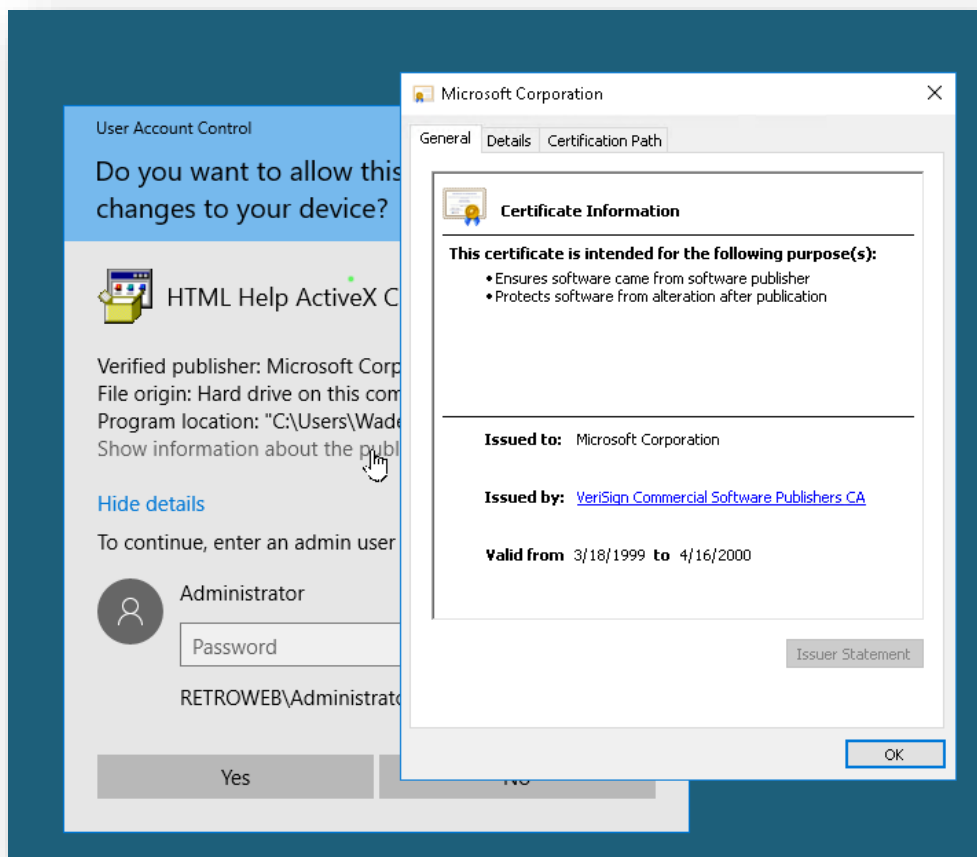 User Account Control
Do you want to allow this
changes to your device?
HTML Help ActiveX C
Verified publisher: Microsoft Corp
File origin: Hard drive on this com
Program location: "C:\Users\Wade
Show information about the publ
Hide details
To continue, enter an admin user
Administrator
Password
RETROWEB\Administrato
Yes
No
Microsoft Corporation
General Details Certification Path
Certificate Information
This certificate is intended for the following purpose(s):
• Ensures software came from software publisher
• Protects software from alteration after publication
Issued to: Microsoft Corporation
Issued by: VeriSign Commercial Software Publishers CA
Valid from 3/18/1999 to 4/16/2000
Issuer Statement
OK